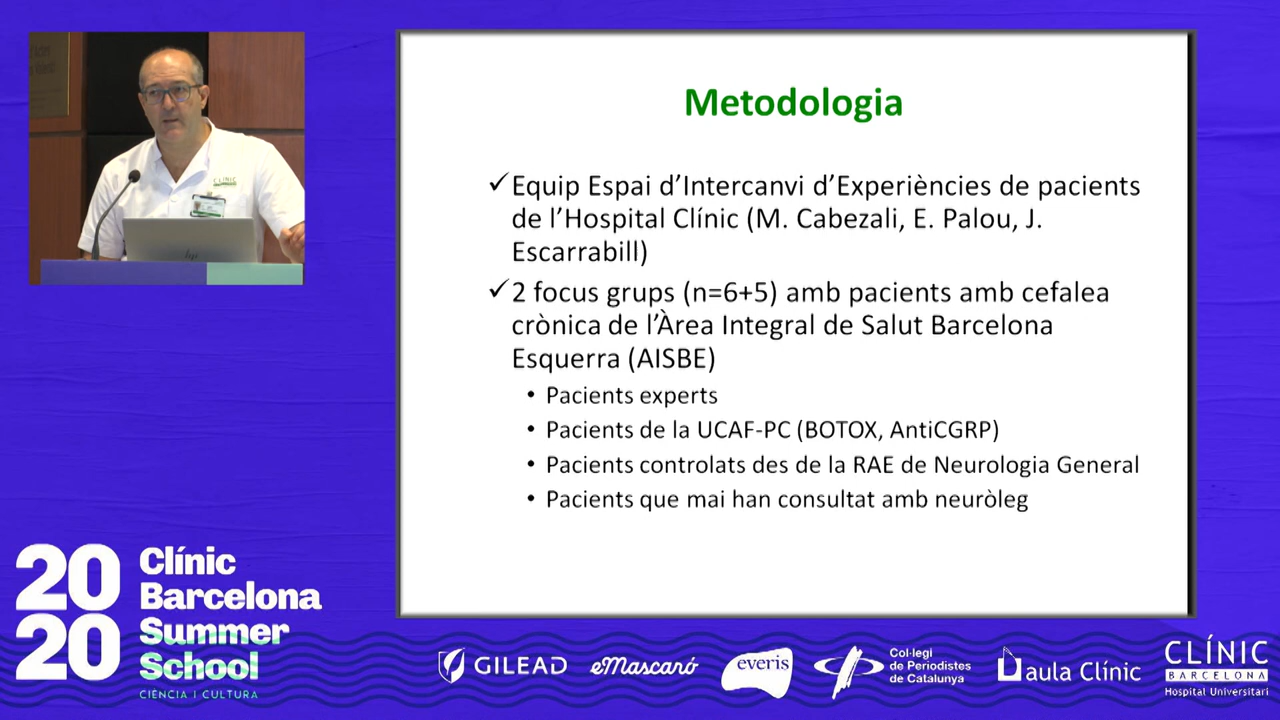 Metodologia
✓Equip Espai d'Intercanvi d'Experiències de pacients
de l'Hospital Clínic (M. Cabezali, E. Palou, J.
Escarrabill)
✓2 focus grups (n=6+5) amb pacients amb cefalea
crònica de l'Àrea Integral de Salut Barcelona
Esquerra (AISBE)
• Pacients experts
• Pacients de la UCAF-PC (BOTOX, AntiCGRP)
• Pacients controlats des de la RAE de Neurologia General
• Pacients que mai han consultat amb neuròleg
CLÍNIC
hp
20
20
Clínic
Barcelona
Summer
School
CIÈNCIA I CULTURA
GILEAD
eMascaró
everis
Col·legi
de Periodistes
de Catalunya
aula Clínic
CLÍNIC
BARCELONA
Hospital Universitari